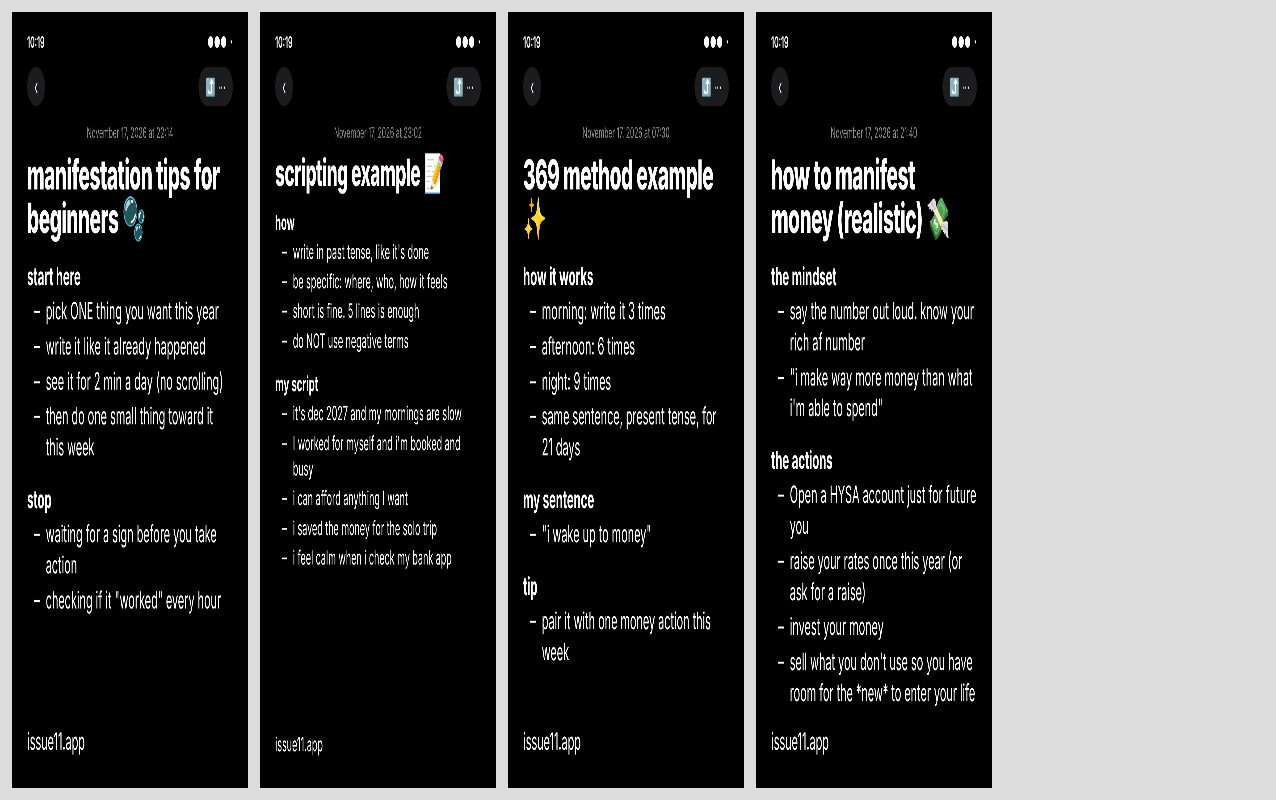 10:19
November 17, 2026 at 22:14
manifestation tips for
beginners 🫧
start here
– pick ONE thing you want this year
– write it like it already happened
– see it for 2 min a day (no scrolling)
– then do one small thing toward it
this week
stop
– waiting for a sign before you take
action
– checking if it "worked" every hour
issue11.app
10:19
November 17, 2026 at 23:02
scripting example 📝
how
– write in past tense, like it's done
– be specific: where, who, how it feels
– short is fine. 5 lines is enough
– do NOT use negative terms
my script
– it's dec 2027 and my mornings are slow
– I worked for myself and i'm booked and
busy
– i can afford anything I want
– i saved the money for the solo trip
– i feel calm when i check my bank app
issue11.app
10:19
November 17, 2026 at 07:30
369 method example
✨
how it works
– morning: write it 3 times
– afternoon: 6 times
– night: 9 times
– same sentence, present tense, for
21 days
my sentence
– "i wake up to money"
tip
– pair it with one money action this
week
issue11.app
10:19
November 17, 2026 at 21:40
how to manifest
money (realistic) 💸
the mindset
– say the number out loud. know your
rich af number
– "i make way more money than what
i'm able to spend"
the actions
– Open a HYSA account just for future
you
– raise your rates once this year (or
ask for a raise)
– invest your money
– sell what you don't use so you have
room for the *new* to enter your life
issue11.app